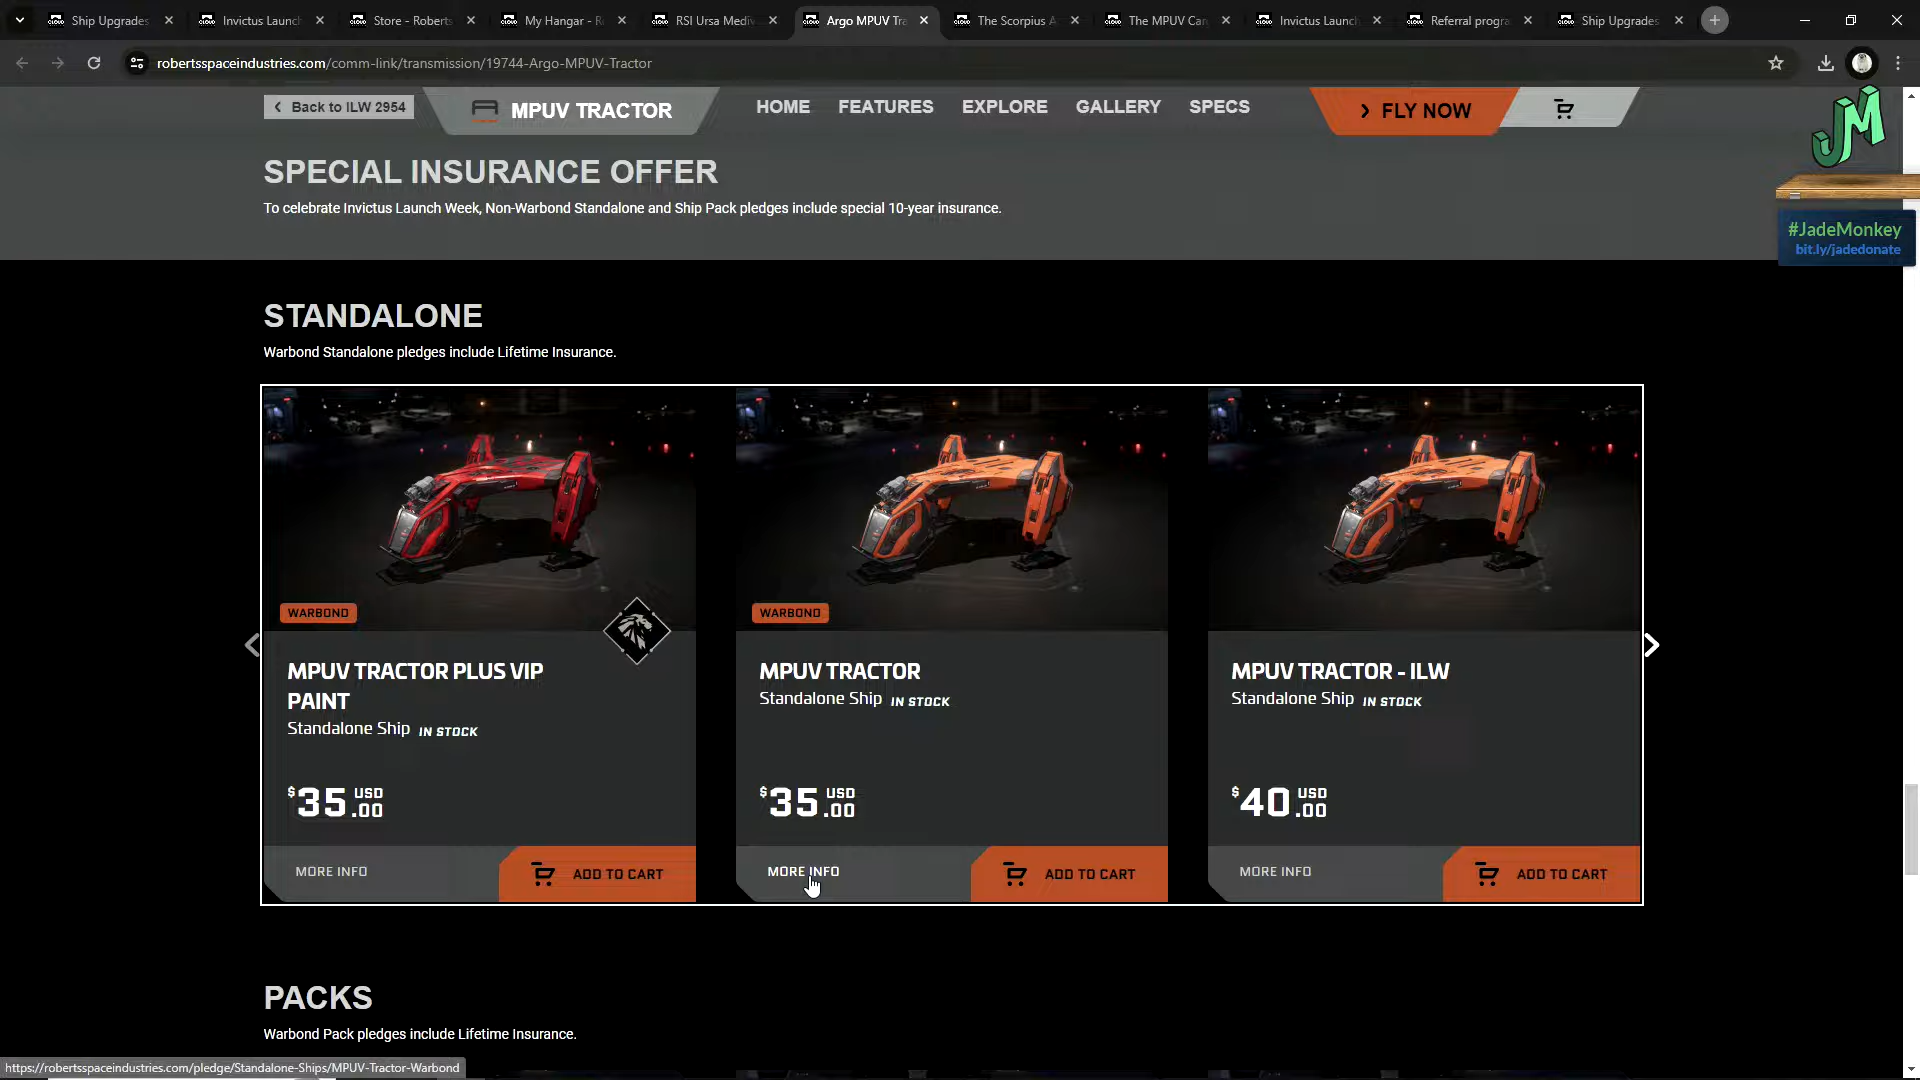 Ship Upgrades
Invictus Launch
Store - Roberts
My Hangar - R
RSI Ursa Mediv
Argo MPUV Tra
The Scorpius A
The MPUV Car
Invictus Launch
Referral progra
Ship Upgrades
robertsspaceindustries.com/comm-link/transmission/19744-Argo-MPUV-Tractor
Back to ILW 2954
MPUV TRACTOR
HOME
FEATURES
EXPLORE
GALLERY
SPECS
FLY NOW
JM
SPECIAL INSURANCE OFFER
To celebrate Invictus Launch Week, Non-Warbond Standalone and Ship Pack pledges include special 10-year insurance.
#JadeMonkey
bit.ly/jadedonate
STANDALONE
Warbond Standalone pledges include Lifetime Insurance.
WARBOND
MPUV TRACTOR PLUS VIP
PAINT
Standalone Ship IN STOCK
$35.00 USD
MORE INFO
ADD TO CART
WARBOND
MPUV TRACTOR
Standalone Ship IN STOCK
$35.00 USD
MORE INFO
ADD TO CART
MPUV TRACTOR - ILW
Standalone Ship IN STOCK
$40.00 USD
MORE INFO
ADD TO CART
PACKS
Warbond Pack pledges include Lifetime Insurance.
https://robertsspaceindustries.com/pledge/Standalone-Ships/MPUV-Tractor-Warbond